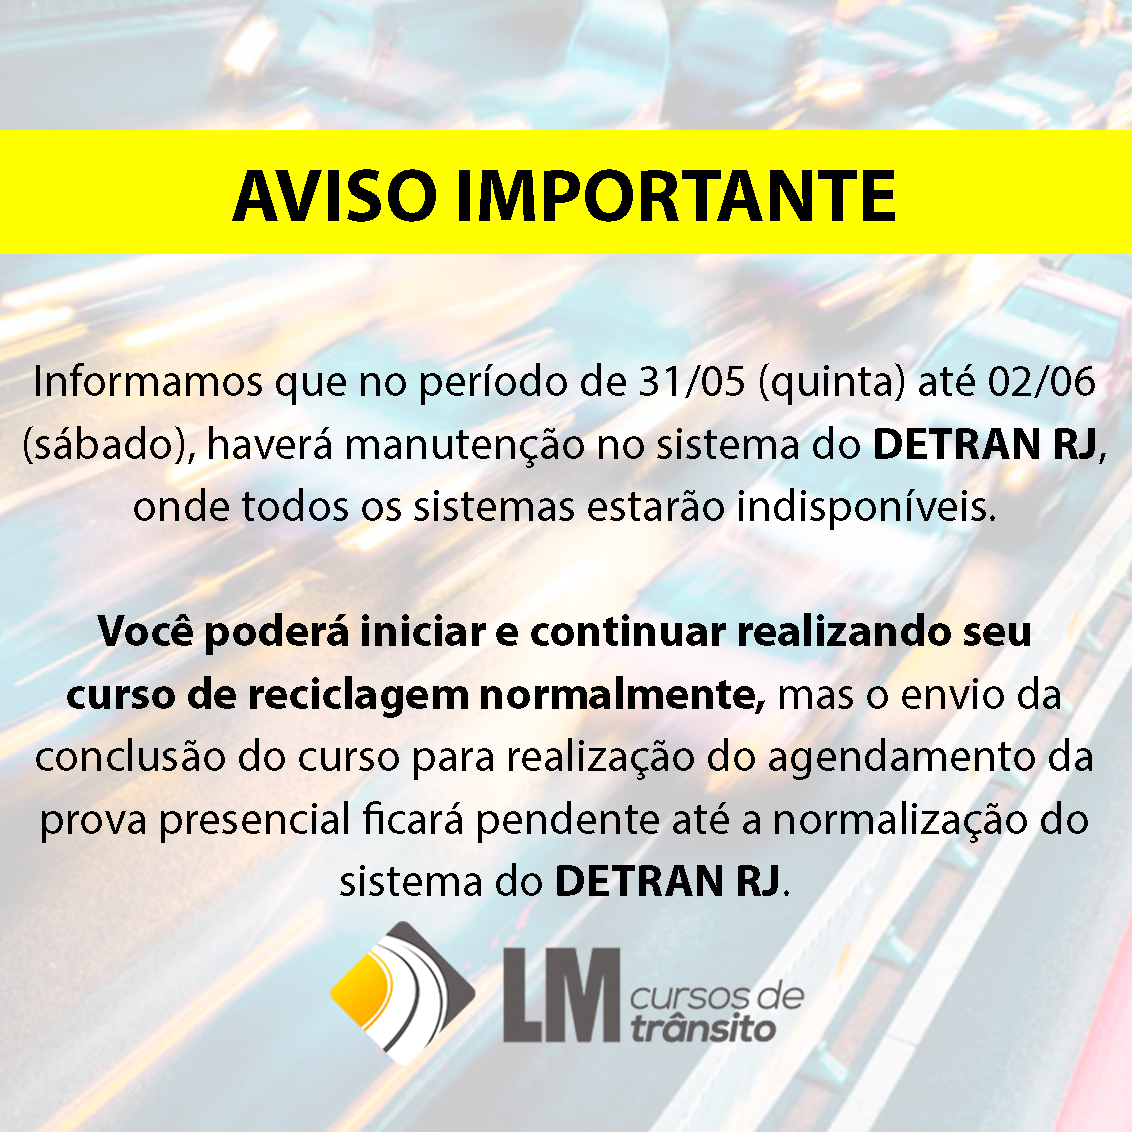 AVISO IMPORTANTE
Informamos que no período de 31/05 (quinta) até 02/06
(sábado), haverá manutenção no sistema do DETRAN RJ,
onde todos os sistemas estarão indisponíveis.
Você poderá iniciar e continuar realizando seu
curso de reciclagem normalmente, mas o envio da
conclusão do curso para realização do agendamento da
prova presencial ficará pendente até a normalização do
sistema do DETRAN RJ.
LM cursos de
trânsito